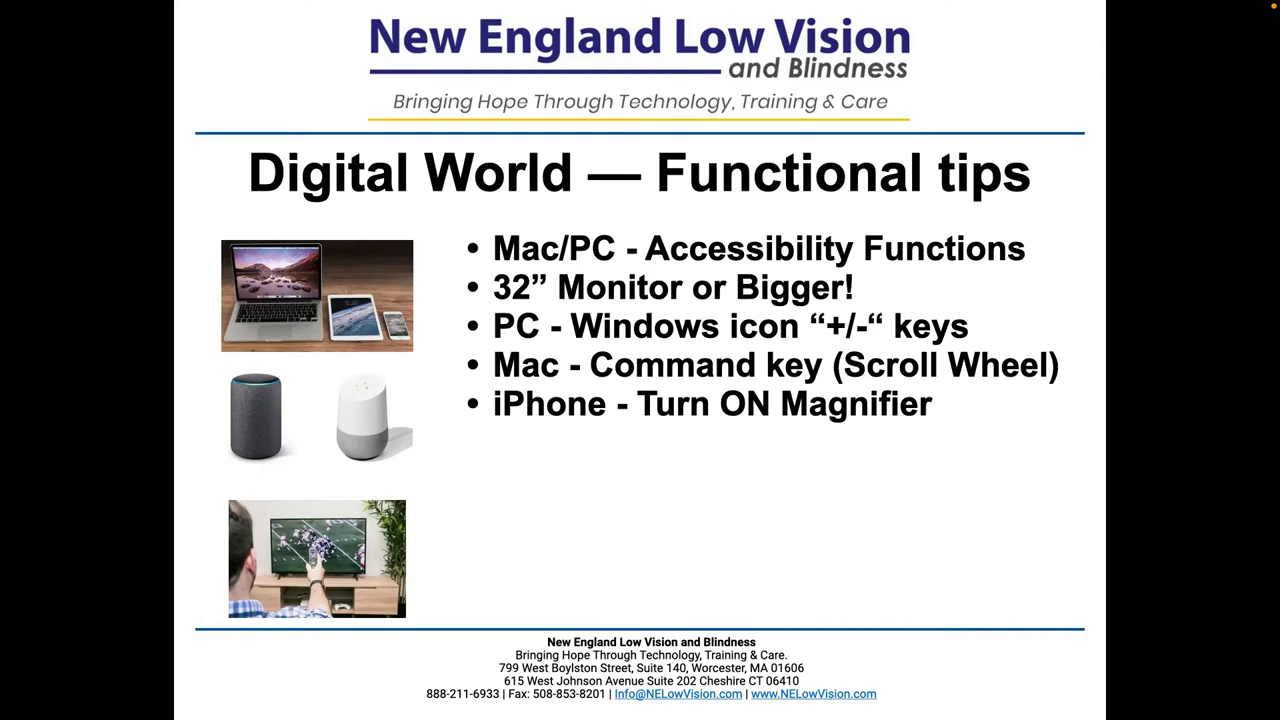 New England Low Vision
and Blindness
Bringing Hope Through Technology, Training & Care
Digital World — Functional tips
• Mac/PC - Accessibility Functions
• 32” Monitor or Bigger!
• PC - Windows icon “+/-“ keys
• Mac - Command key (Scroll Wheel)
• iPhone - Turn ON Magnifier
New England Low Vision and Blindness
Bringing Hope Through Technology, Training & Care.
799 West Boylston Street, Suite 140, Worcester, MA 01606
615 West Johnson Avenue Suite 202 Cheshire CT 06410
888-211-6933 | Fax: 508-853-8201 | Info@NELowVision.com | www.NELowVision.com